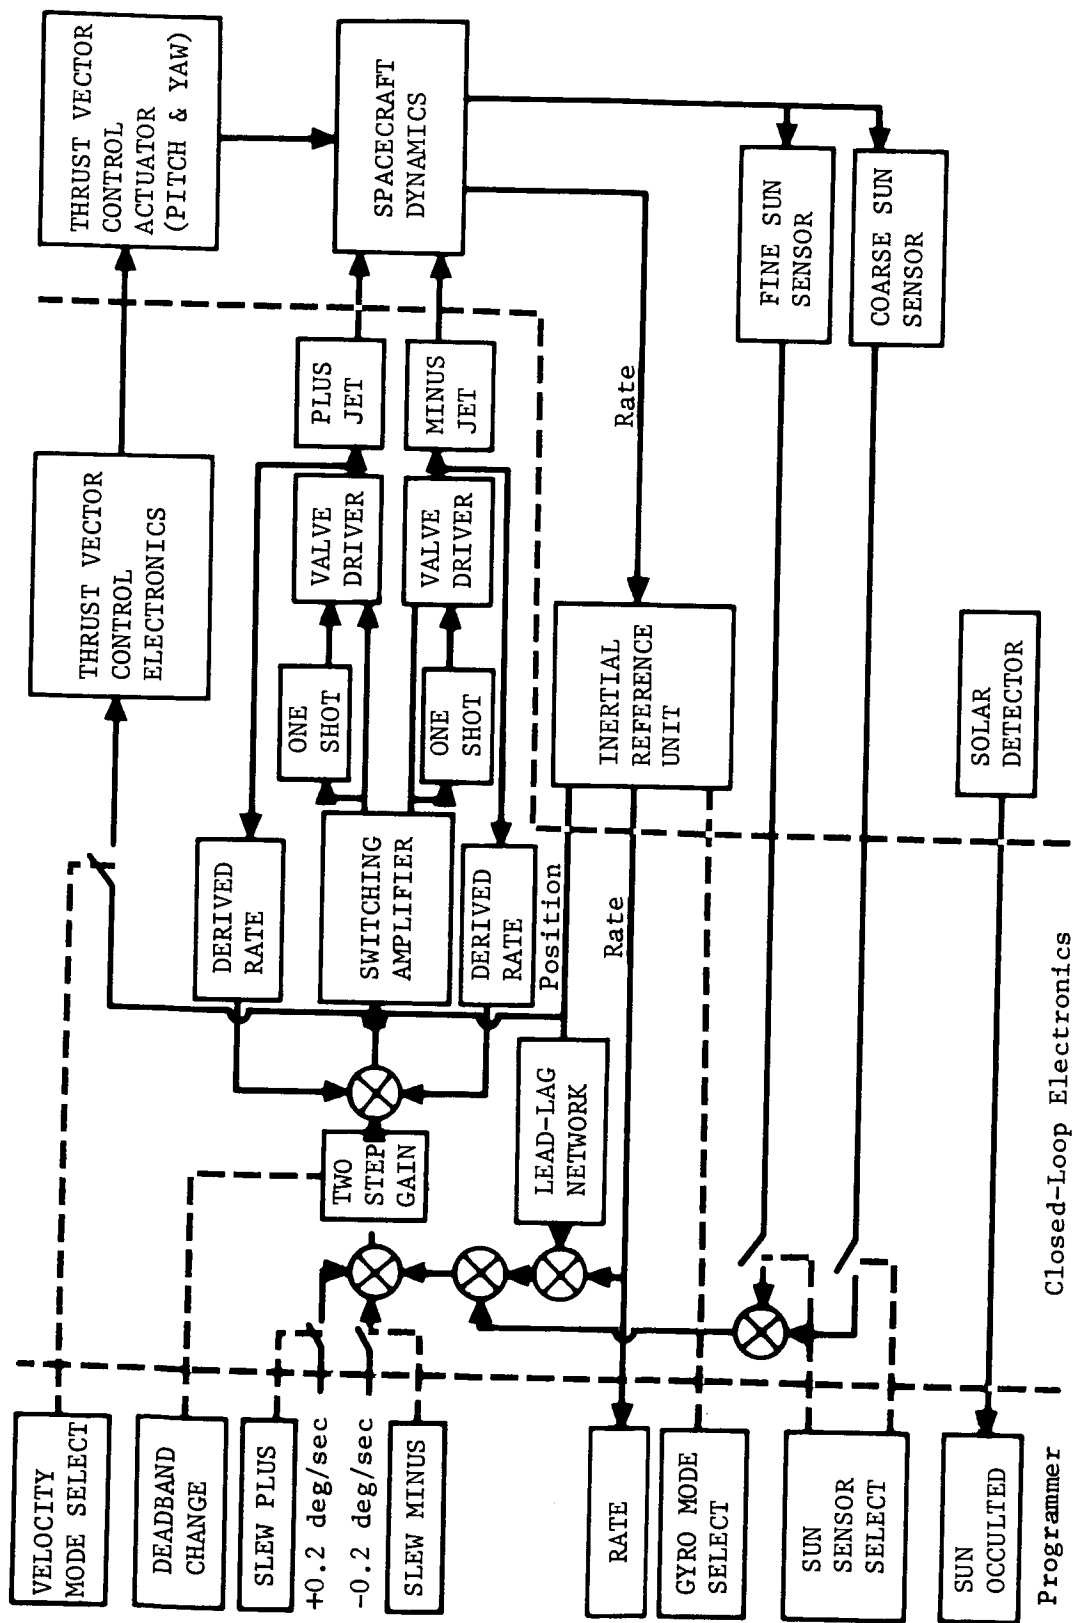 VELOCITY
MODE SELECT
DEADBAND
CHANGE
SLEW PLUS
+0.2 deg/sec
-0.2 deg/sec
SLEW MINUS
RATE
GYRO MODE
SELECT
SUN
SENSOR
SELECT
SUN
OCCULTED
Programmer
TWO
STEP
GAIN
LEAD-LAG
NETWORK
DERIVED
RATE
SWITCHING
AMPLIFIER
DERIVED
RATE
Position
Rate
Closed-Loop Electronics
THRUST VECTOR
CONTROL
ELECTRONICS
ONE
SHOT
ONE
SHOT
VALVE
DRIVER
VALVE
DRIVER
PLUS
JET
MINUS
JET
INERTIAL
REFERENCE
UNIT
Rate
SOLAR
DETECTOR
THRUST VECTOR
CONTROL
ACTUATOR
(PITCH & YAW)
SPACECRAFT
DYNAMICS
FINE SUN
SENSOR
COARSE SUN
SENSOR